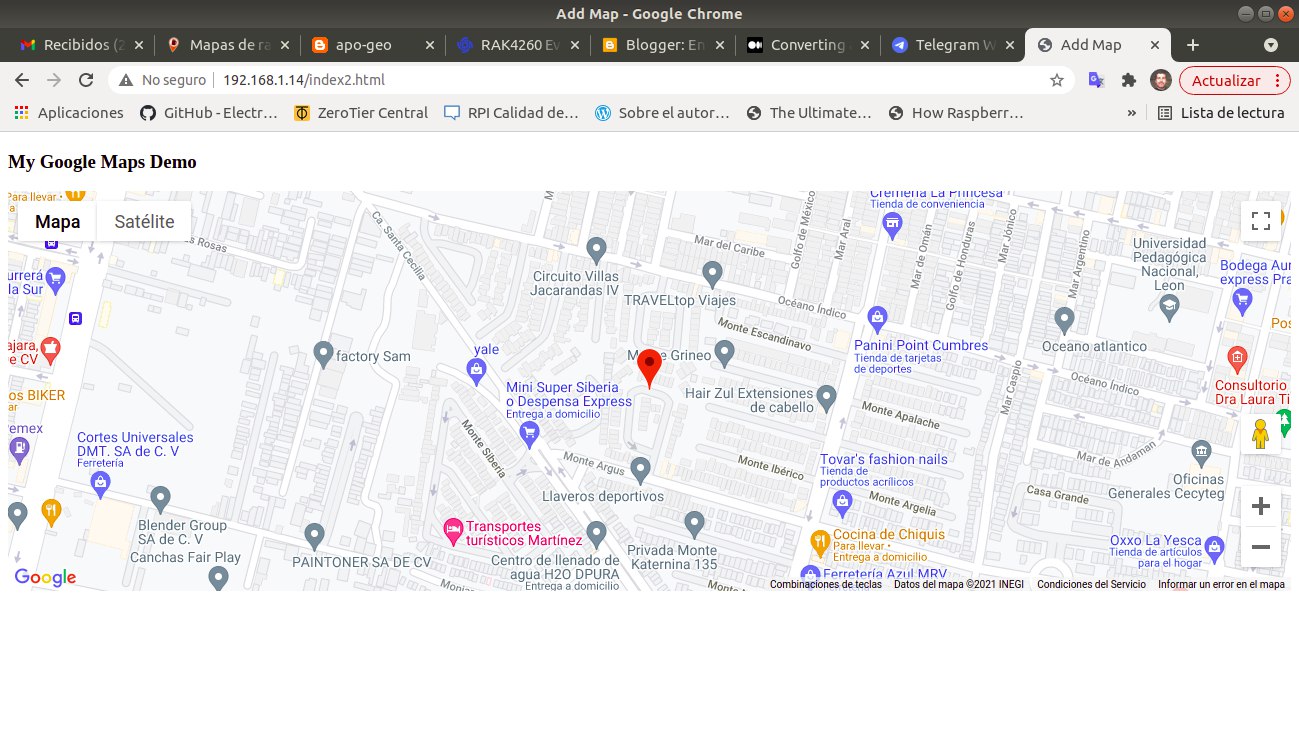 Add Map - Google Chrome
Recibidos (2
Mapas de ra
apo-geo
RAK4260 Ev
Blogger: En
Converting
Telegram W
Add Map
No seguro
192.168.1.14/index2.html
Actualizar
Aplicaciones
GitHub - Electr…
ZeroTier Central
RPI Calidad de…
Sobre el autor…
The Ultimate…
How Raspberr…
»
Lista de lectura
My Google Maps Demo
Para llevar •
Mapa
Satélite
Rosas
Ca. Santa Cecilia
Circuito Villas
Jacarandas IV
TRAVELtop Viajes
Mar del Caribe
Golfo de México
Mar Aral
Cremería La Princesa
Tienda de conveniencia
Mar de Omán
Golfo de Honduras
Mar Jónico
Mar Argentino
Universidad
Pedagógica
Nacional,
Leon
Bodega Aur
express Pra
urrerá
la Sur
Océano Índico
Monte Escandinavo
Panini Point Cumbres
Tienda de tarjetas
de deportes
Oceano atlantico
Pos
ajara,
de CV
factory Sam
yale
Grineo
Mini Super Siberia
o Despensa Express
Entrega a domicilio
Hair Zul Extensiones
de cabello
Mar Caspio
Océano Índico
Consultorio
Dra Laura Ti
os BIKER
ar
Monte Apalache
remex
Cortes Universales
DMT. SA de C. V
Ferretería
Monte Siberia
Monte Argus
Monte Ibérico
Tovar's fashion nails
Tienda de
productos acrílicos
Mar de Andaman
Llaveros deportivos
Monte Argelia
Casa Grande
Oficinas
Generales Cecyteg
Blender Group
SA de C. V
Transportes
turísticos Martínez
Canchas Fair Play
PAINTONER SA DE CV
Centro de llenado de
agua H2O DPURA
Entrega a domicilio
Privada Monte
Katernina 135
Cocina de Chiquis
Para llevar •
Entrega a domicilio
Oxxo La Yesca
Tienda de artículos
para el hogar
Ferretería Azul MRV
Google
Combinaciones de teclas
Datos del mapa ©2021 INEGI
Condiciones del Servicio
Informar un error en el mapa